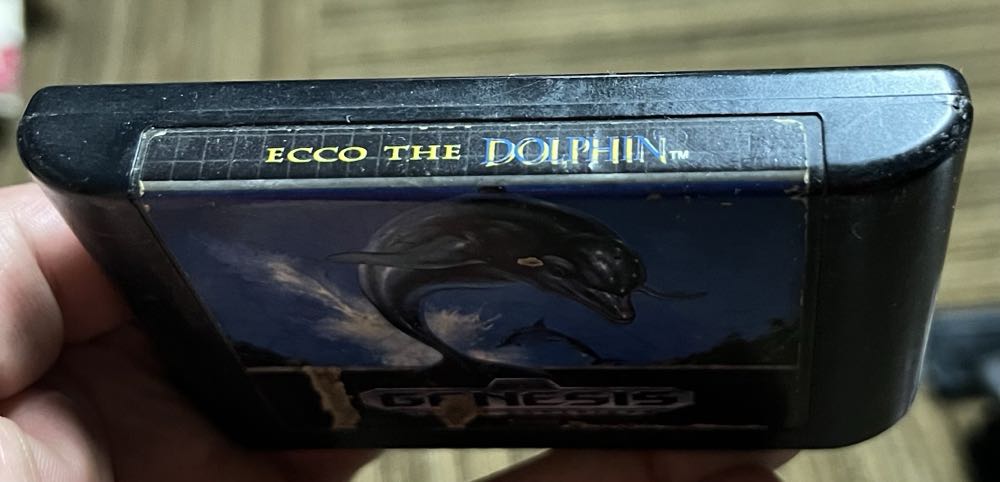 ECCO THE DOLPHIN™
GENESIS